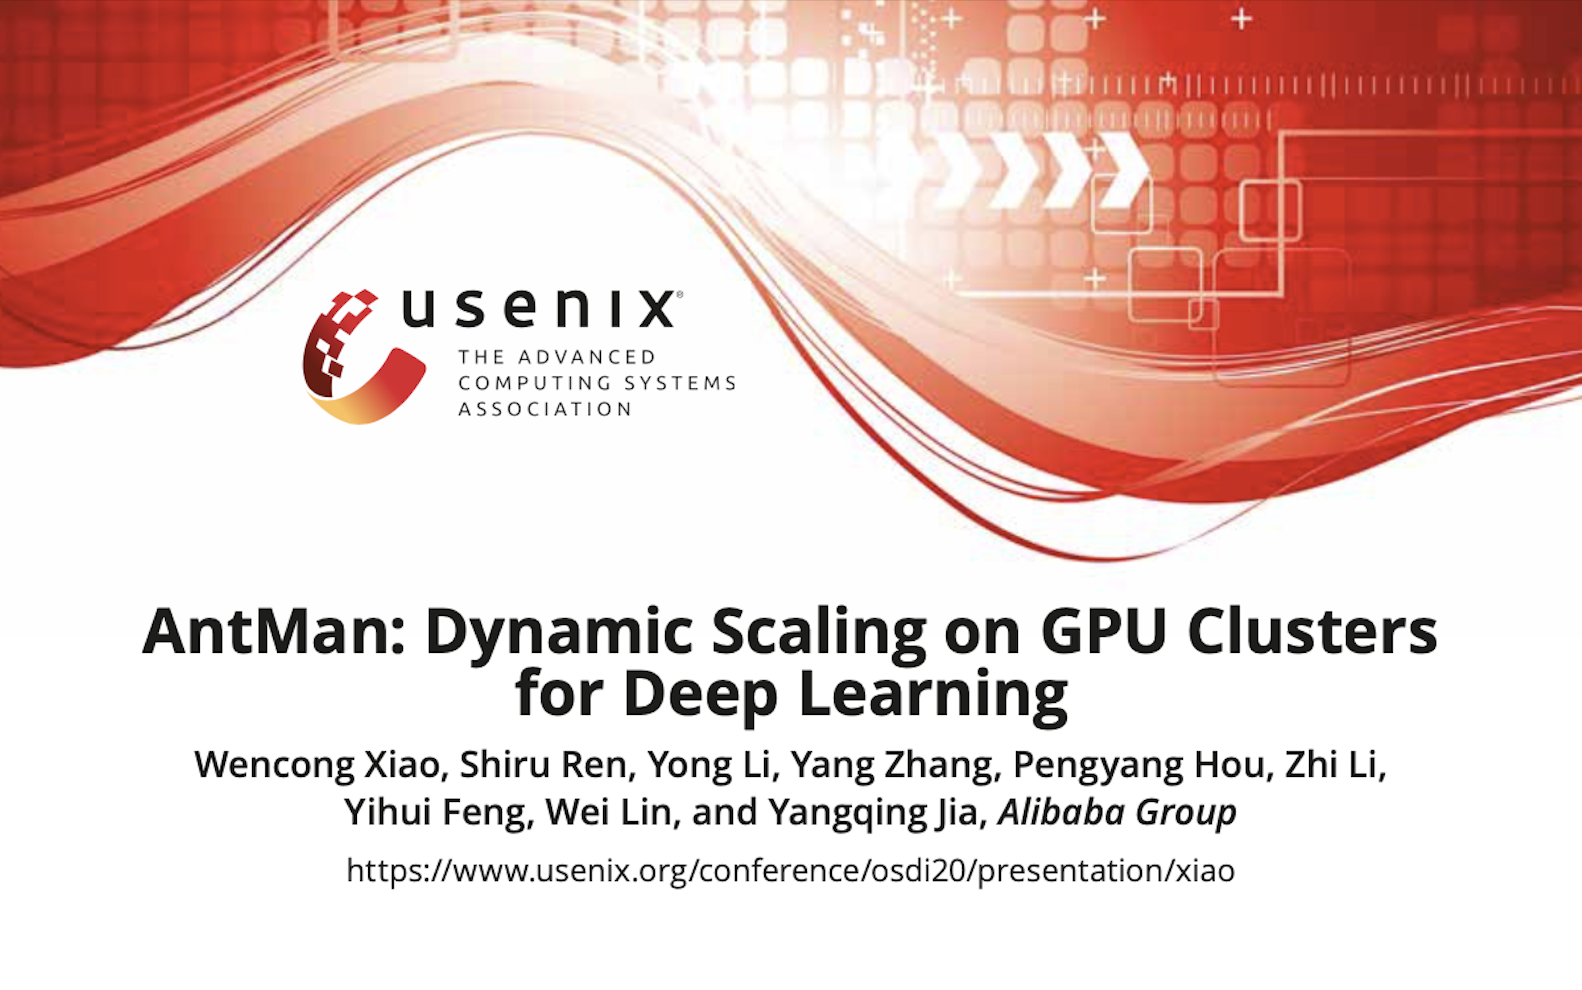 usenix®
THE ADVANCED
COMPUTING SYSTEMS
ASSOCIATION
AntMan: Dynamic Scaling on GPU Clusters
for Deep Learning
Wencong Xiao, Shiru Ren, Yong Li, Yang Zhang, Pengyang Hou, Zhi Li,
Yihui Feng, Wei Lin, and Yangqing Jia, Alibaba Group
https://www.usenix.org/conference/osdi20/presentation/xiao